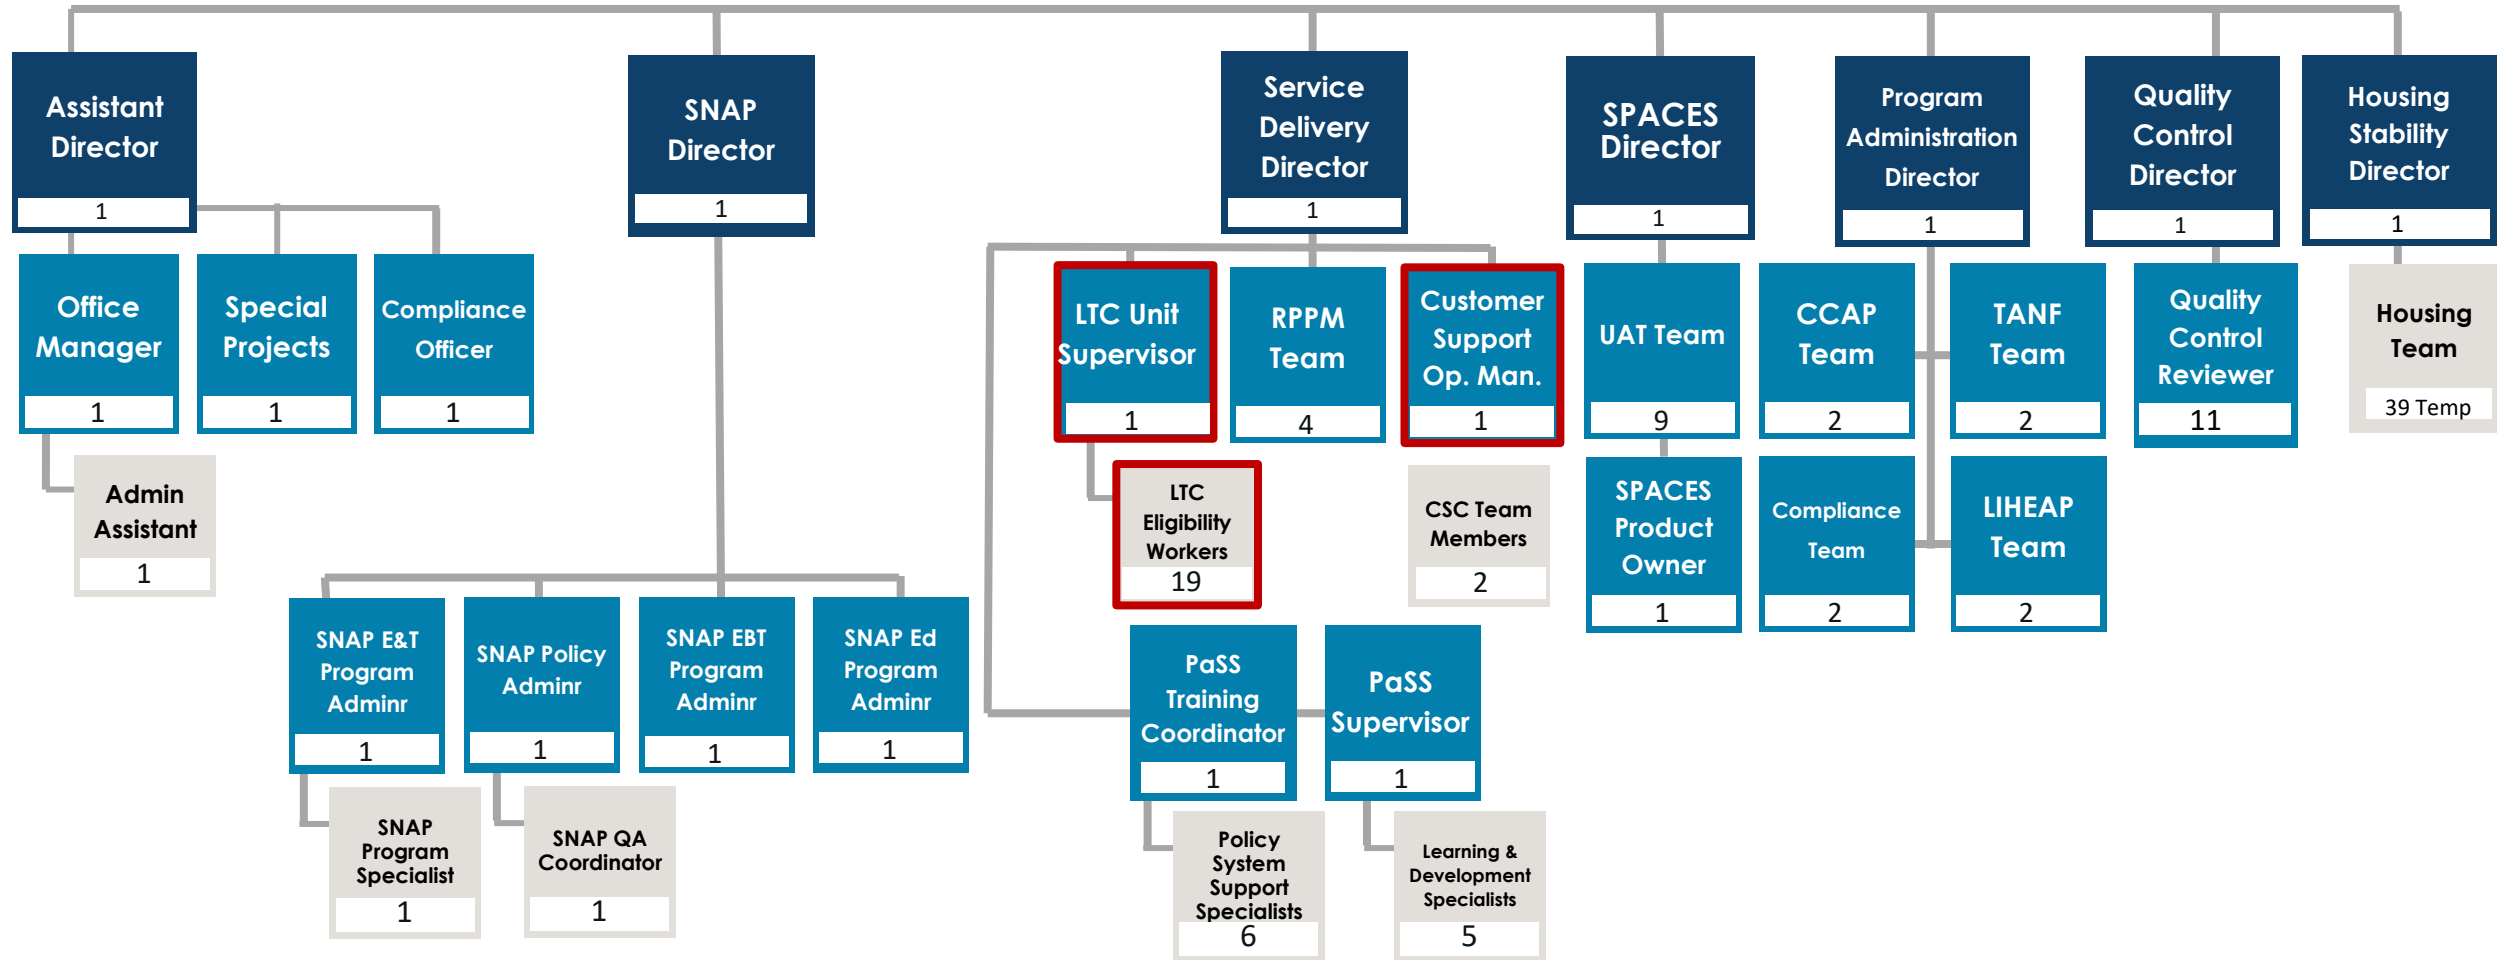 Assistant
Director
1
SNAP
Director
1
Service
Delivery
Director
1
SPACES
Director
1
Program
Administration
Director
1
Quality
Control
Director
1
Housing
Stability
Director
1
Office
Manager
1
Special
Projects
1
Compliance
Officer
1
LTC Unit
Supervisor
1
RPPM
Team
4
Customer
Support
Op. Man.
1
UAT Team
9
CCAP
Team
2
TANF
Team
2
Quality
Control
Reviewer
11
Housing
Team
39 Temp
Admin
Assistant
1
LTC
Eligibility
Workers
19
CSC Team
Members
2
SPACES
Product
Owner
1
Compliance
Team
2
LIHEAP
Team
2
SNAP E&T
Program
Adminr
1
SNAP Policy
Adminr
1
SNAP EBT
Program
Adminr
1
SNAP Ed
Program
Adminr
1
PaSS
Training
Coordinator
1
PaSS
Supervisor
1
SNAP
Program
Specialist
1
SNAP QA
Coordinator
1
Policy
System
Support
Specialists
6
Learning &
Development
Specialists
5